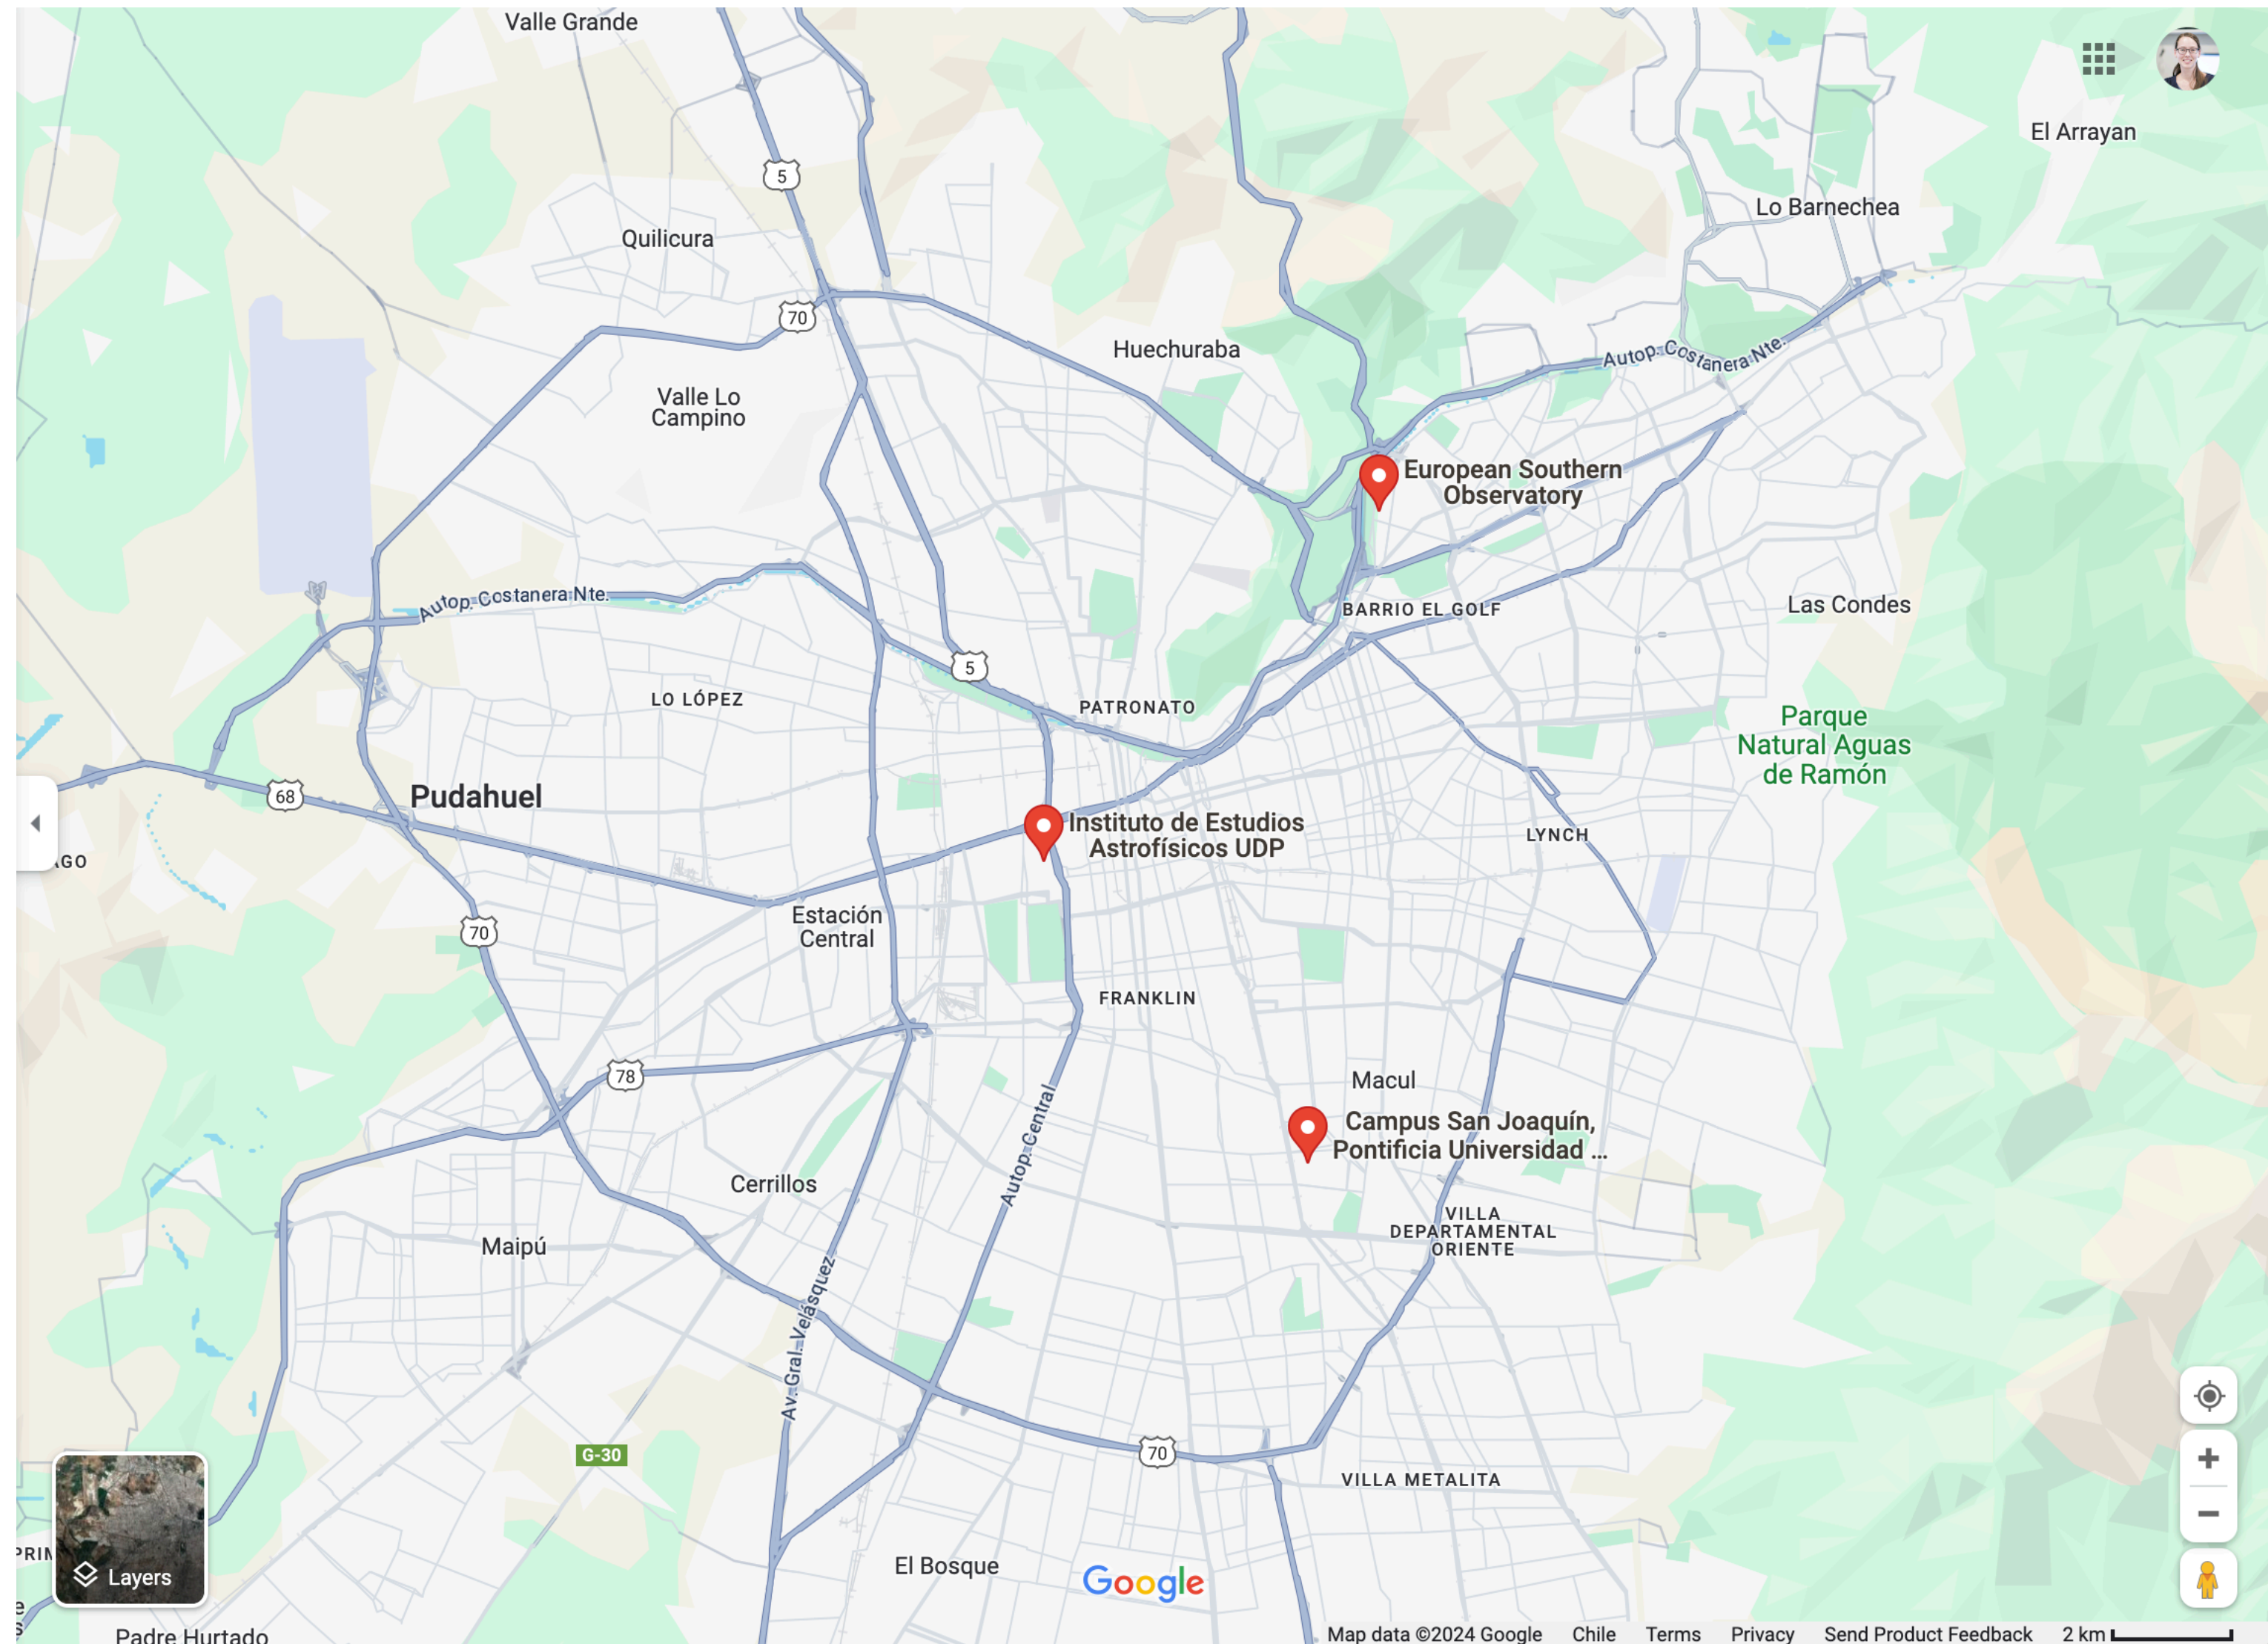 Valle Grande
El Arrayan
5
Lo Barnechea
Quilicura
70
Huechuraba
Autop. Costanera Nte.
Valle Lo
Campino
European Southern
Observatory
Autop. Costanera Nte.
BARRIO EL GOLF
Las Condes
5
LO LÓPEZ
PATRONATO
Parque
Natural Aguas
de Ramón
68
Pudahuel
Instituto de Estudios
Astrofísicos UDP
LYNCH
AGO
Estación
Central
70
FRANKLIN
78
Macul
Campus San Joaquín,
Pontificia Universidad ...
Autop. Central
Cerrillos
VILLA
DEPARTAMENTAL
ORIENTE
Maipú
Av. Gral. Velásquez
G-30
70
VILLA METALITA
PRIM
El Bosque
Google
Layers
Padre Hurtado
Map data ©2024 Google Chile Terms Privacy Send Product Feedback 2 km